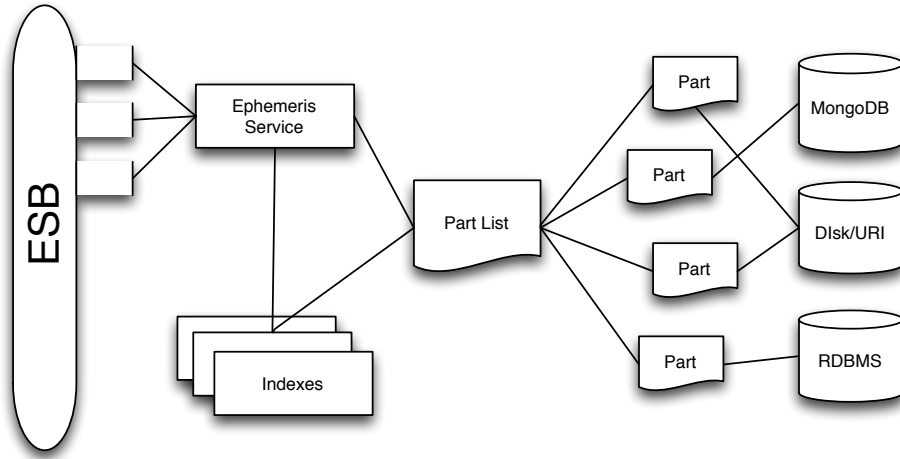 ESB
Ephemeris
Service
Indexes
Part List
Part
Part
Part
Part
MongoDB
DIsk/URI
RDBMS